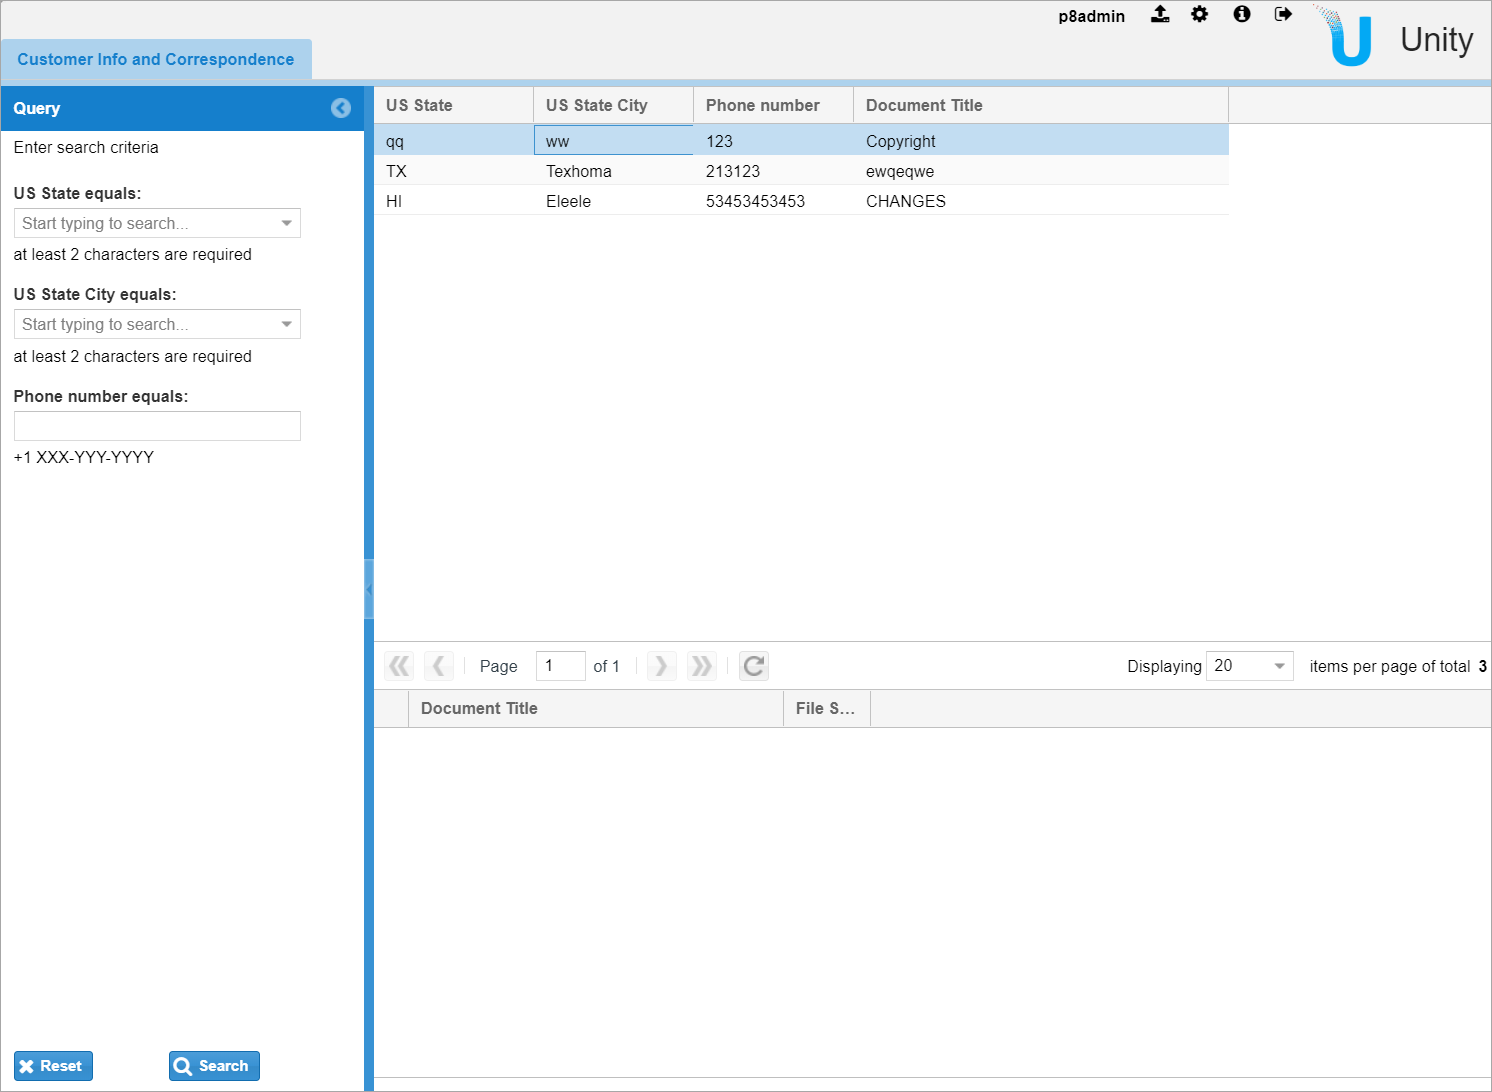 p8admin
Unity
Customer Info and Correspondence
Query
Enter search criteria
US State equals:
Start typing to search...
at least 2 characters are required
US State City equals:
Start typing to search...
at least 2 characters are required
Phone number equals:
+1 XXX-YYY-YYYY
Reset
Search
US State US State City Phone number Document Title
qq ww 123 Copyright
TX Texhoma 213123 ewqeqwe
HI Eleele 53453453453 CHANGES
Page 1 of 1 Displaying 20 items per page of total 3
Document Title File S...